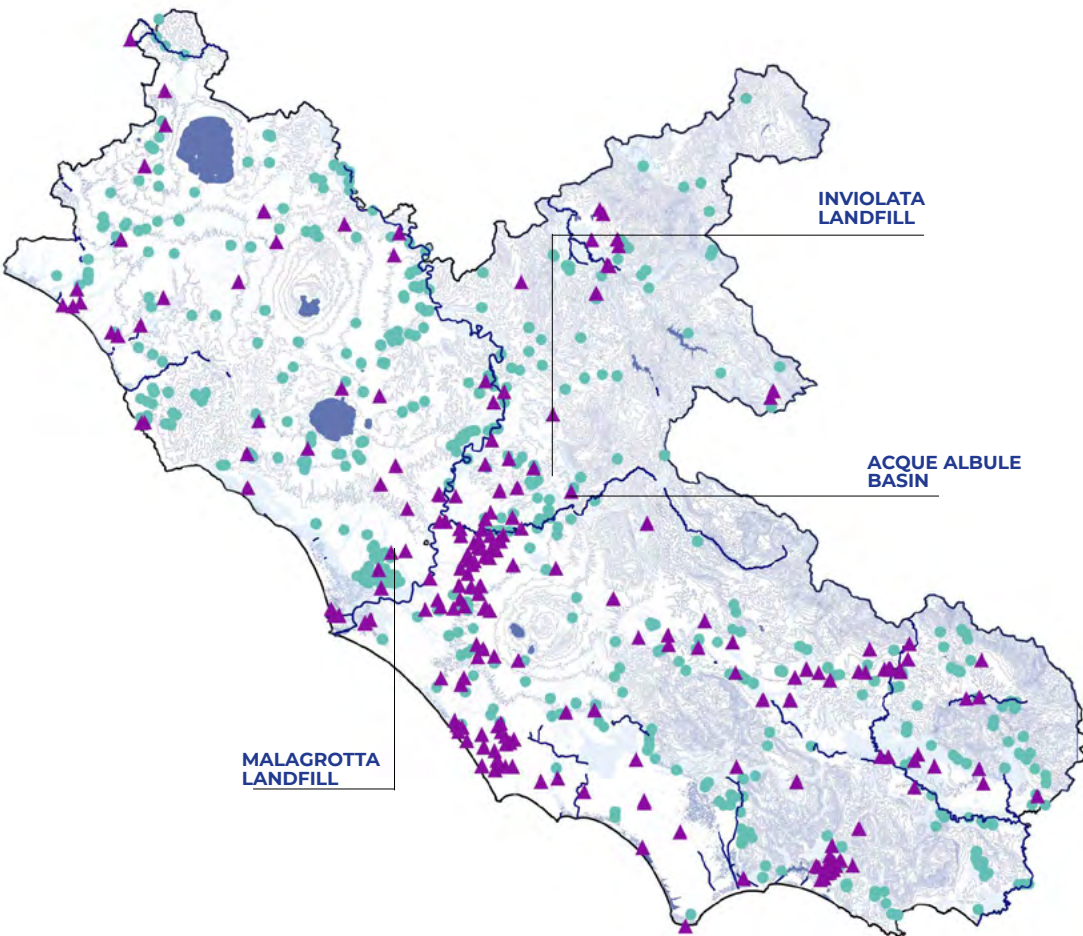 INVIOLATA
LANDFILL
ACQUE ALBULE
BASIN
MALAGROTTA
LANDFILL